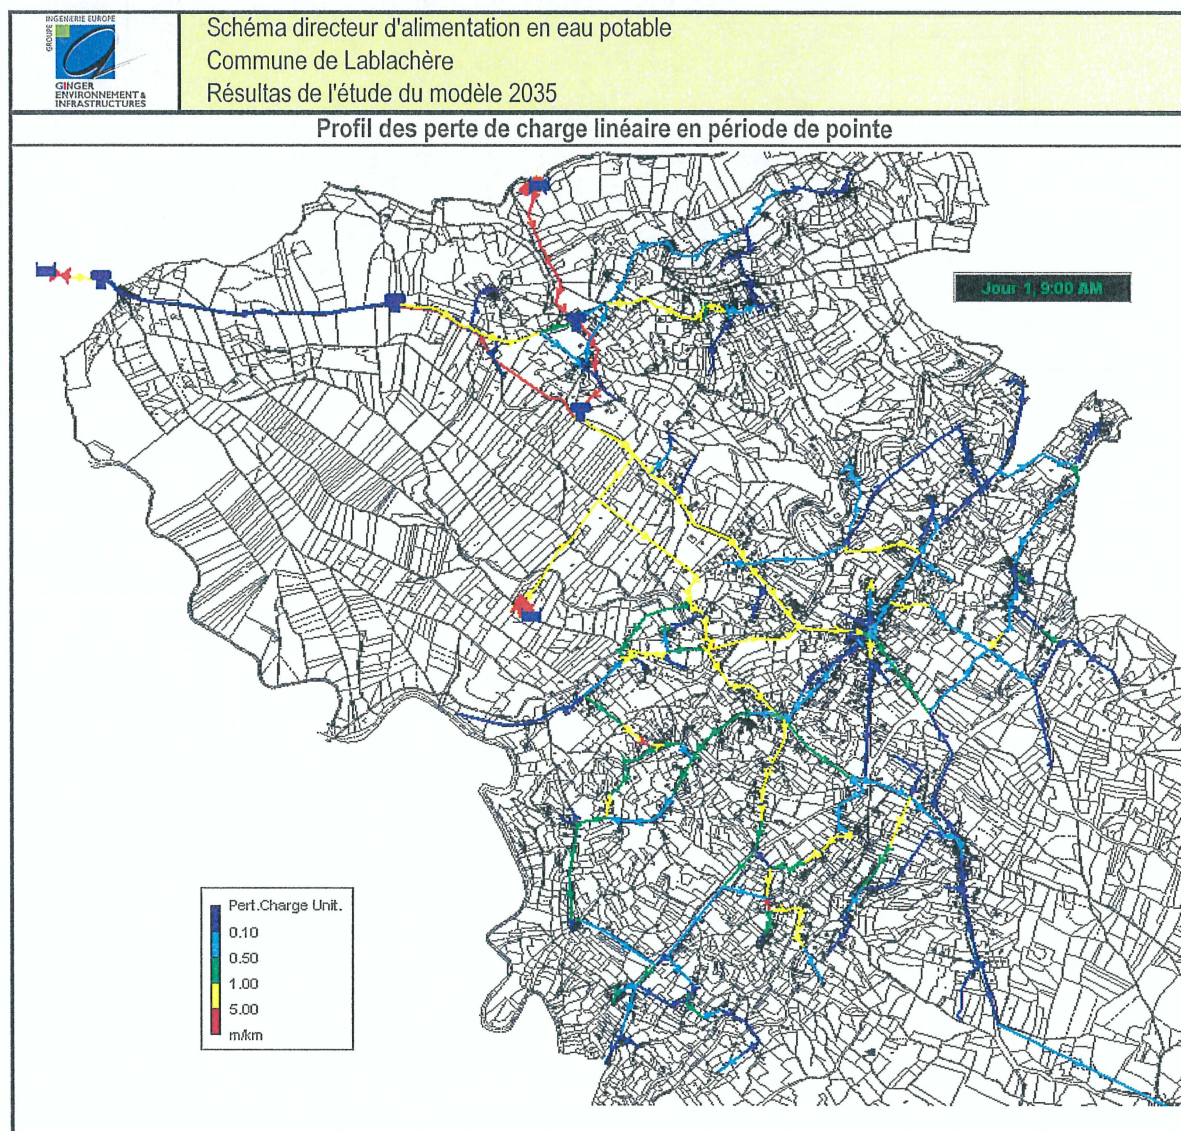 GROUPE
INGENIERIE EUROPE
GINGER
ENVIRONNEMENT &
INFRASTRUCTURES
Schéma directeur d'alimentation en eau potable
Commune de Lablachère
Résultas de l'étude du modèle 2035
Profil des perte de charge linéaire en période de pointe
Jour 1, 9:00 AM
Pert.Charge Unit.
0.10
0.50
1.00
5.00
m/km